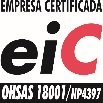 EMPRESA CERTIFICADA
eiC
OHSAS 18001/NP4397